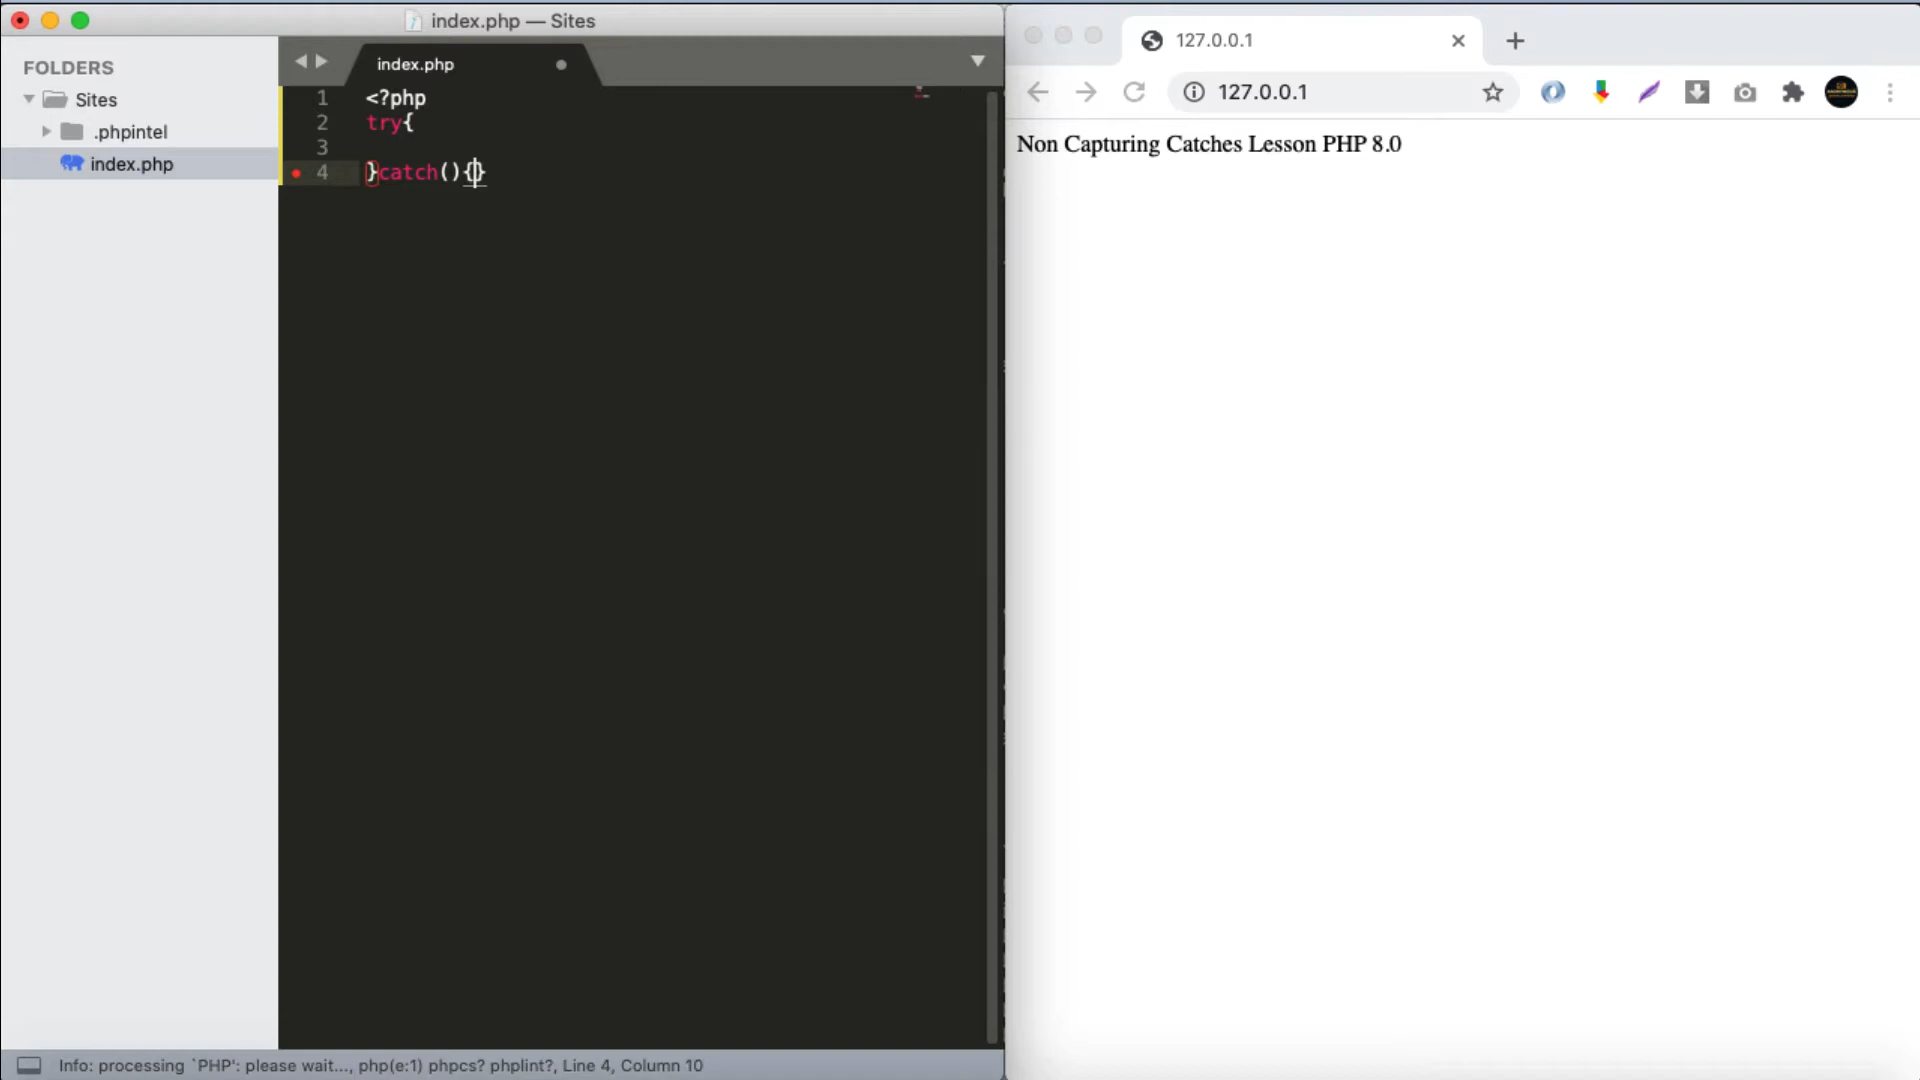 index.php — Sites
FOLDERS
Sites
.phpintel
index.php
index.php
1 <?php
2 try{
3
4 }catch(){}
Info: processing `PHP': please wait..., php(e:1) phpcs? phplint?, Line 4, Column 10
127.0.0.1
127.0.0.1
Non Capturing Catches Lesson PHP 8.0